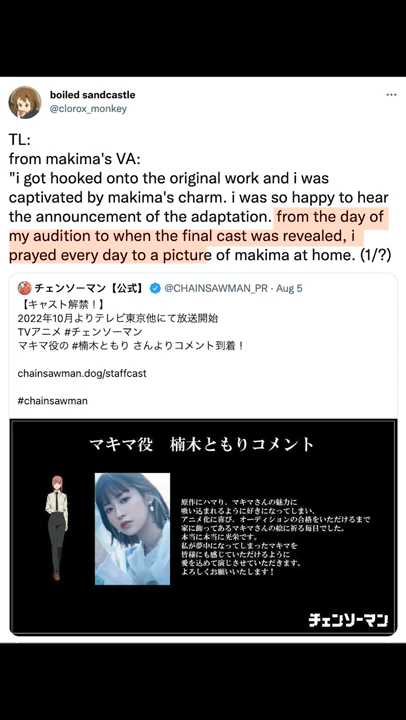 boiled sandcastle
@clorox_monkey
TL:
from makima's VA:
"i got hooked onto the original work and i was
captivated by makima's charm. i was so happy to hear
the announcement of the adaptation. from the day of
my audition to when the final cast was revealed, i
prayed every day to a picture of makima at home. (1/?)
チェンソーマン【公式】 @CHAINSAWMAN_PR · Aug 5
【キャスト解禁！】
2022年10月よりテレビ東京他にて放送開始
TVアニメ #チェンソーマン
マキマ役の #楠木ともり さんよりコメント到着！
chainsawman.dog/staffcast
#chainsawman
マキマ役 楠木ともりコメント
原作にハマり、マキマさんの魅力に
吸い込まれるように好きになってしまい、
アニメ化に喜び、オーディションの合格をいただけるまで
家に飾ってあるマキマさんの絵に祈る毎日でした。
本当に本当に光栄です。
私が夢中になってしまったマキマを
皆様にも感じていただけるように
愛を込めて演じさせていただきます。
よろしくお願いいたします！
チェンソーマン